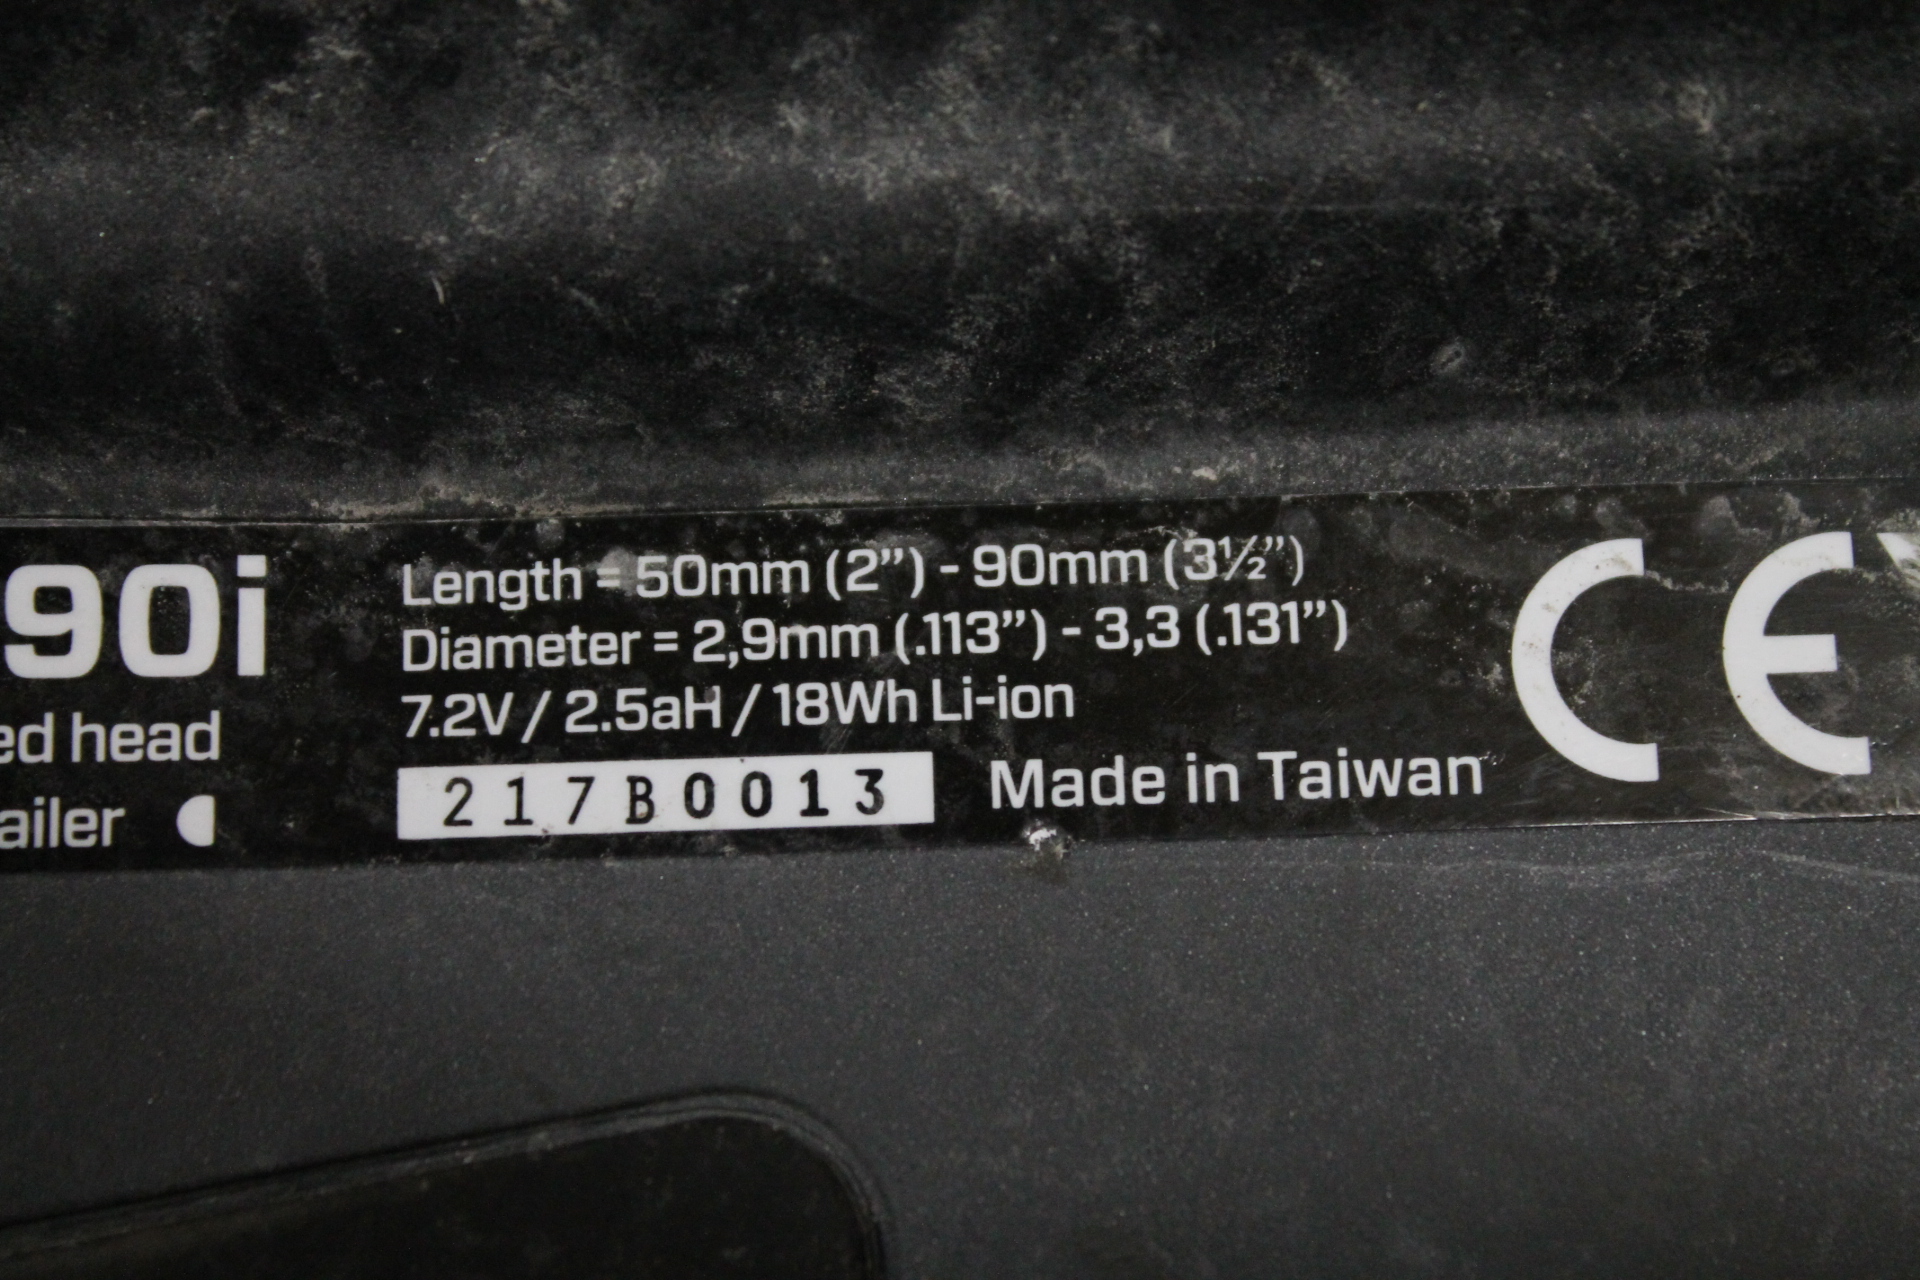 90i
ed head
ailer
Length = 50mm (2”) - 90mm (3½”)
Diameter = 2,9mm (.113”) - 3,3 (.131”)
7.2V / 2.5aH / 18Wh Li-ion
217B0013 Made in Taiwan
CE